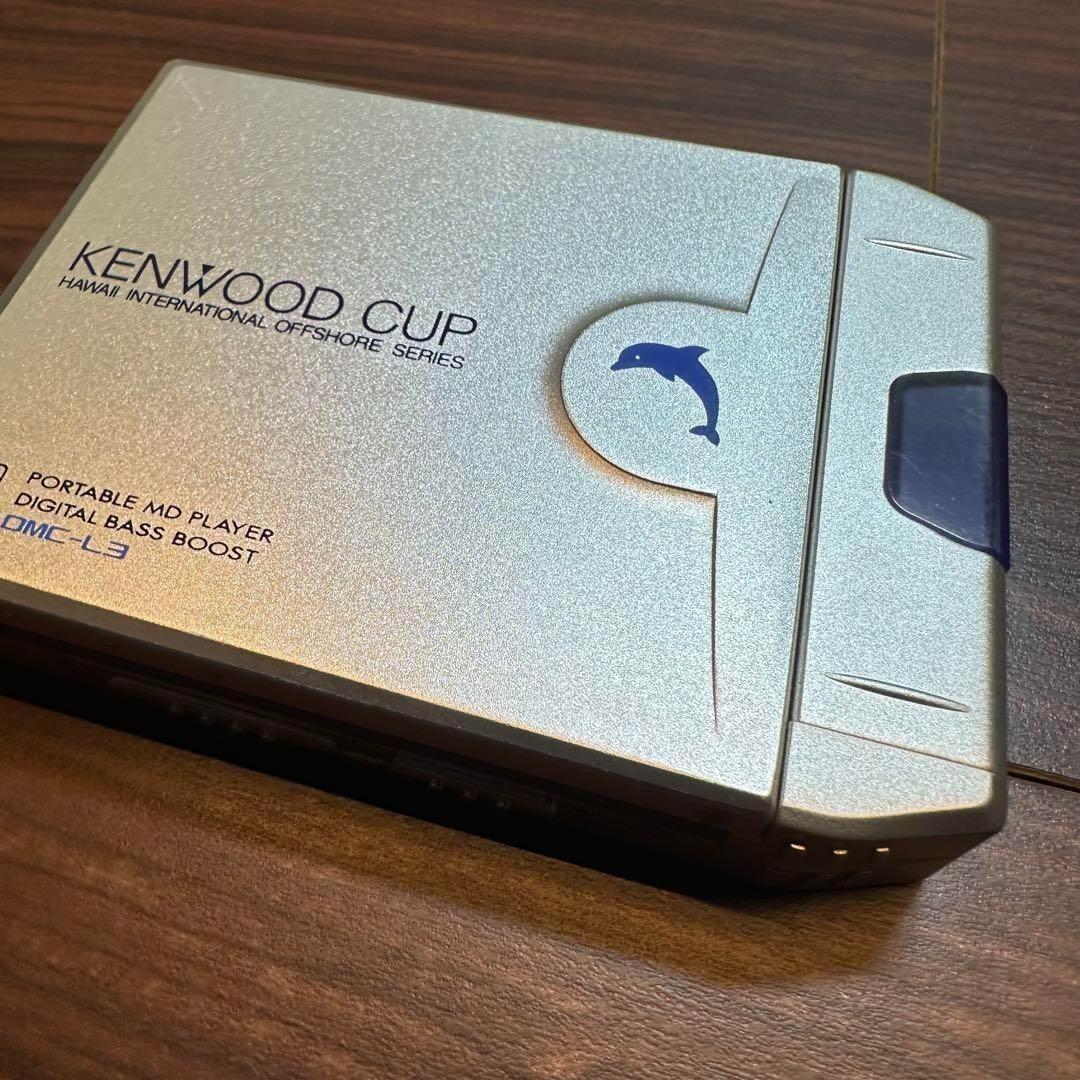 KENWOOD CUP
HAWAII INTERNATIONAL OFFSHORE SERIES
PORTABLE MD PLAYER
DIGITAL BASS BOOST
DMC-L3